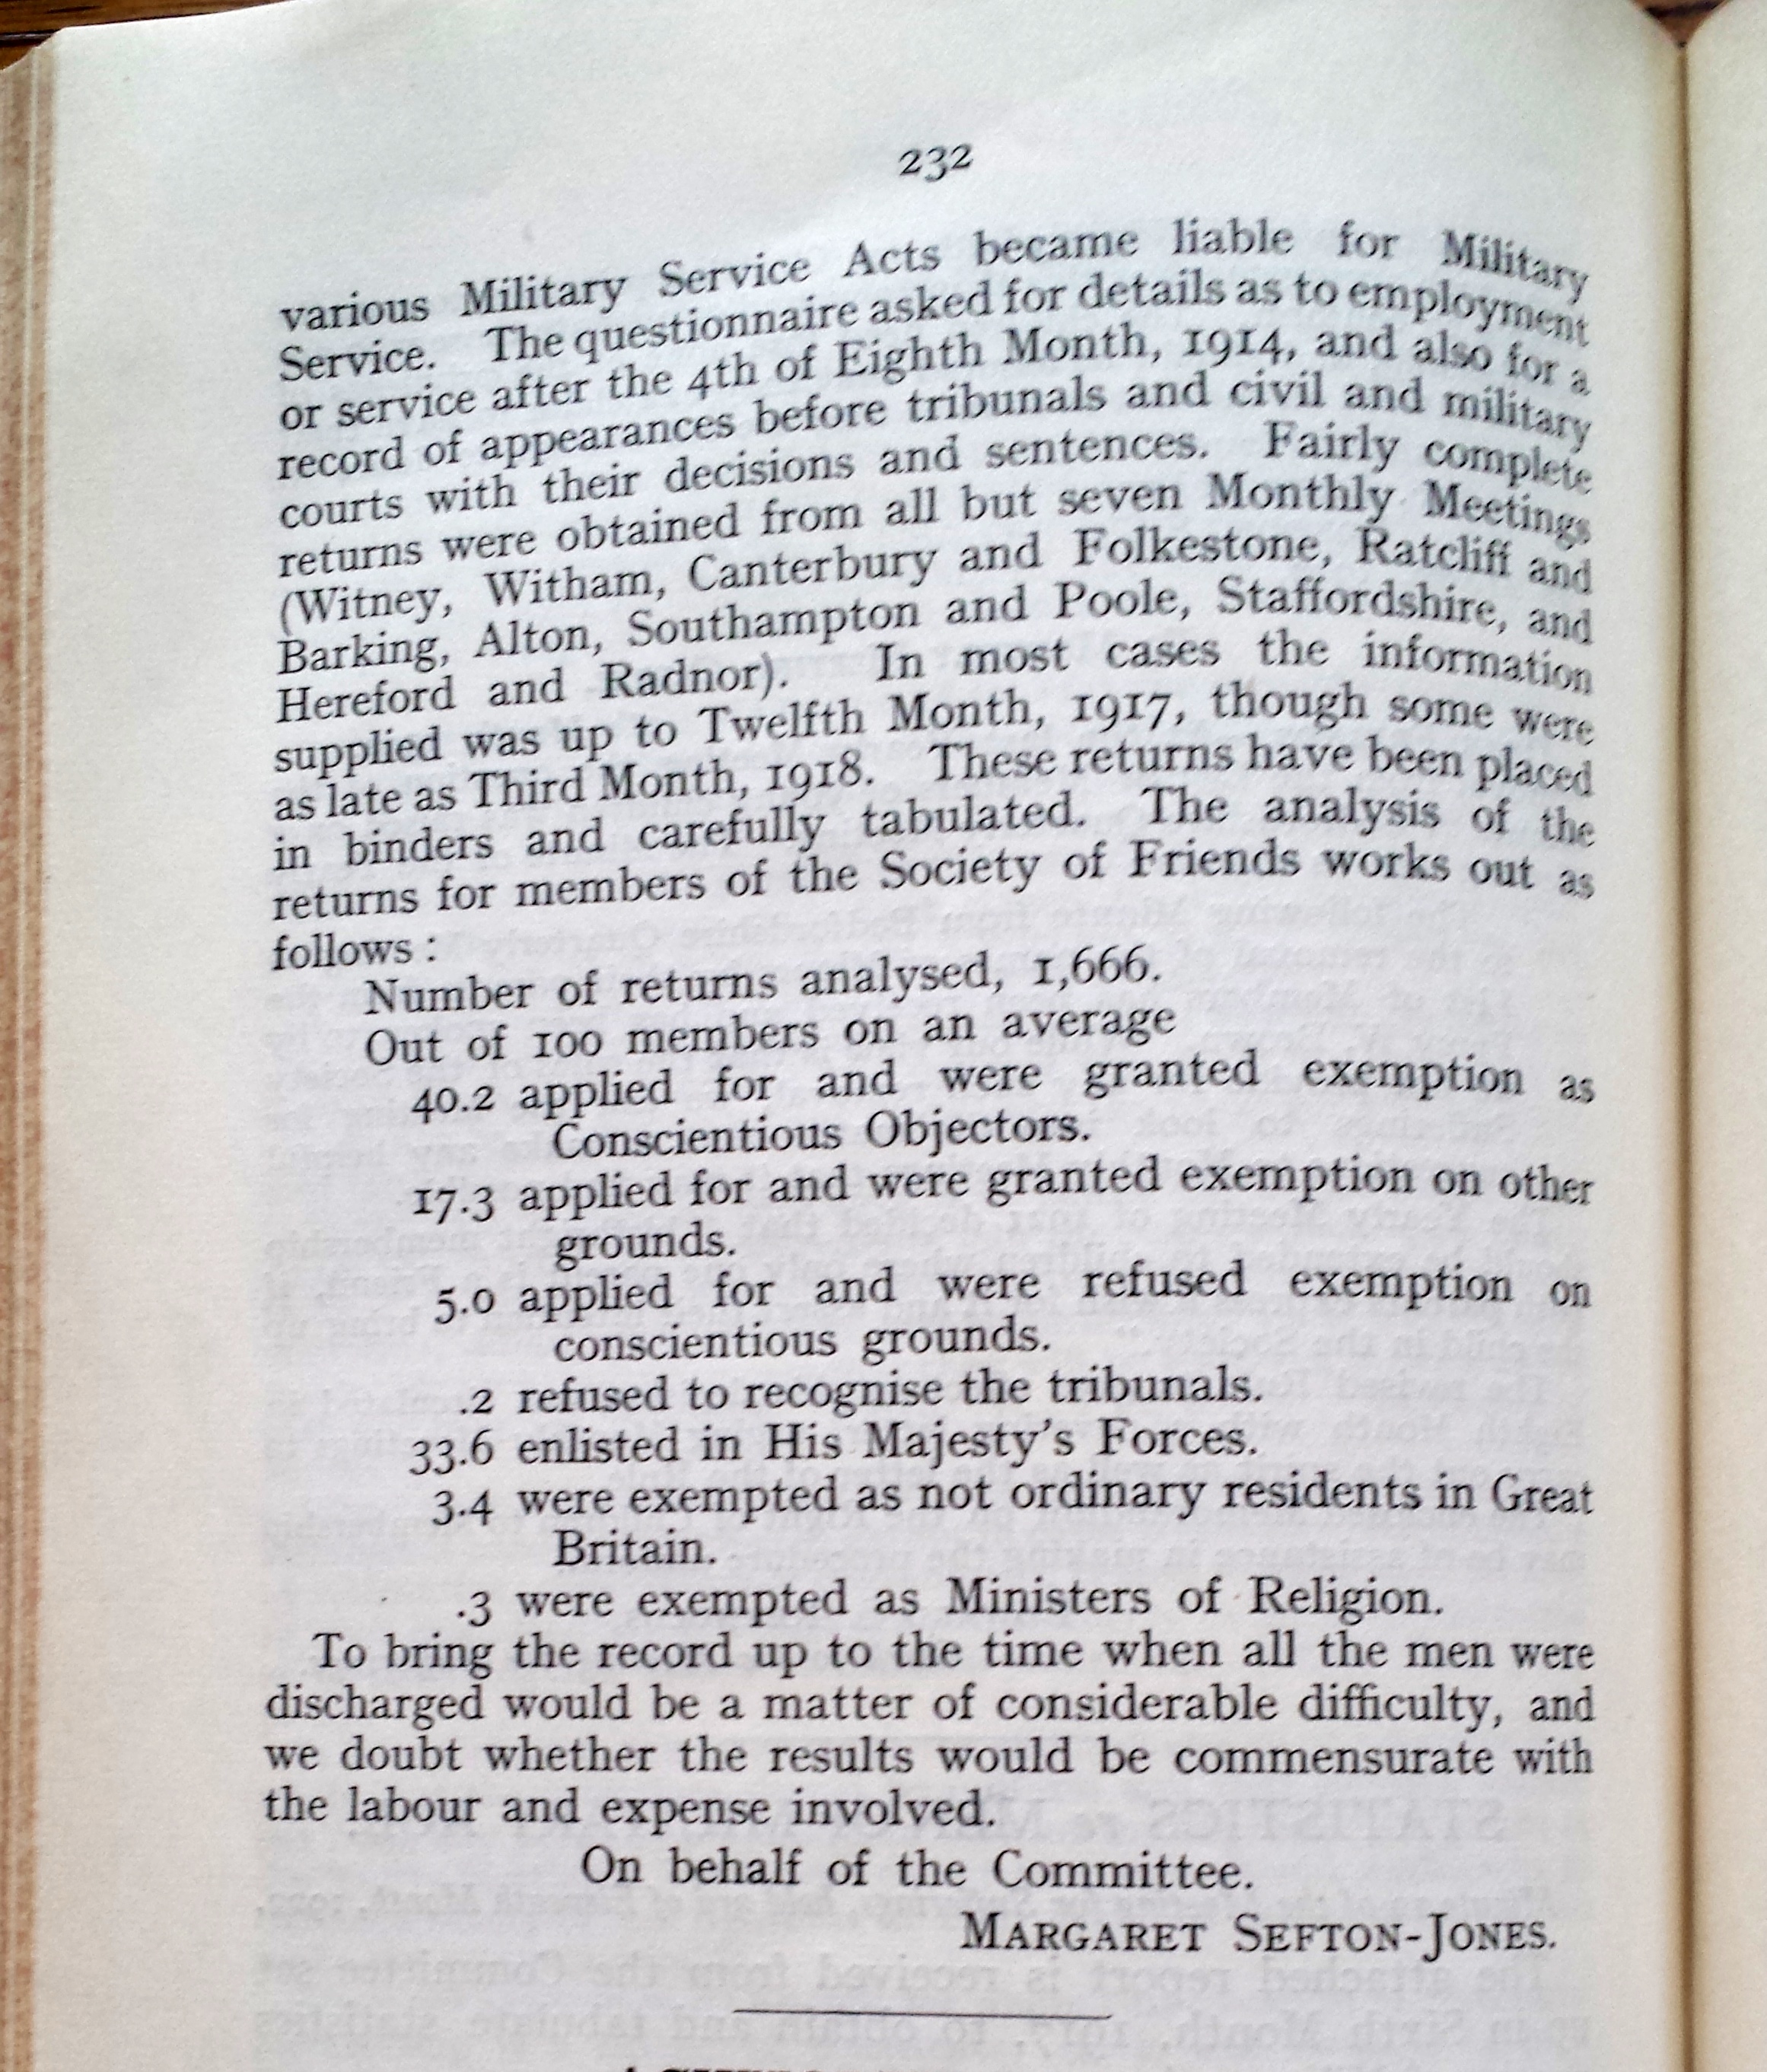 232
various Military Service Acts became liable for Military
Service. The questionnaire asked for details as to employment
or service after the 4th of Eighth Month, 1914, and also for a
record of appearances before tribunals and civil and military
courts with their decisions and sentences. Fairly complete
returns were obtained from all but seven Monthly Meetings
(Witney, Witham, Canterbury and Folkestone, Ratcliff and
Barking, Alton, Southampton and Poole, Staffordshire, and
Hereford and Radnor). In most cases the information
supplied was up to Twelfth Month, 1917, though some were
as late as Third Month, 1918. These returns have been placed
in binders and carefully tabulated. The analysis of the
returns for members of the Society of Friends works out as
follows :
Number of returns analysed, 1,666.
Out of 100 members on an average
40.2 applied for and were granted exemption as
Conscientious Objectors.
17.3 applied for and were granted exemption on other
grounds.
5.0 applied for and were refused exemption on
conscientious grounds.
.2 refused to recognise the tribunals.
33.6 enlisted in His Majesty's Forces.
3.4 were exempted as not ordinary residents in Great
Britain.
.3 were exempted as Ministers of Religion.
To bring the record up to the time when all the men were
discharged would be a matter of considerable difficulty, and
we doubt whether the results would be commensurate with
the labour and expense involved.
On behalf of the Committee.
MARGARET SEFTON-JONES.